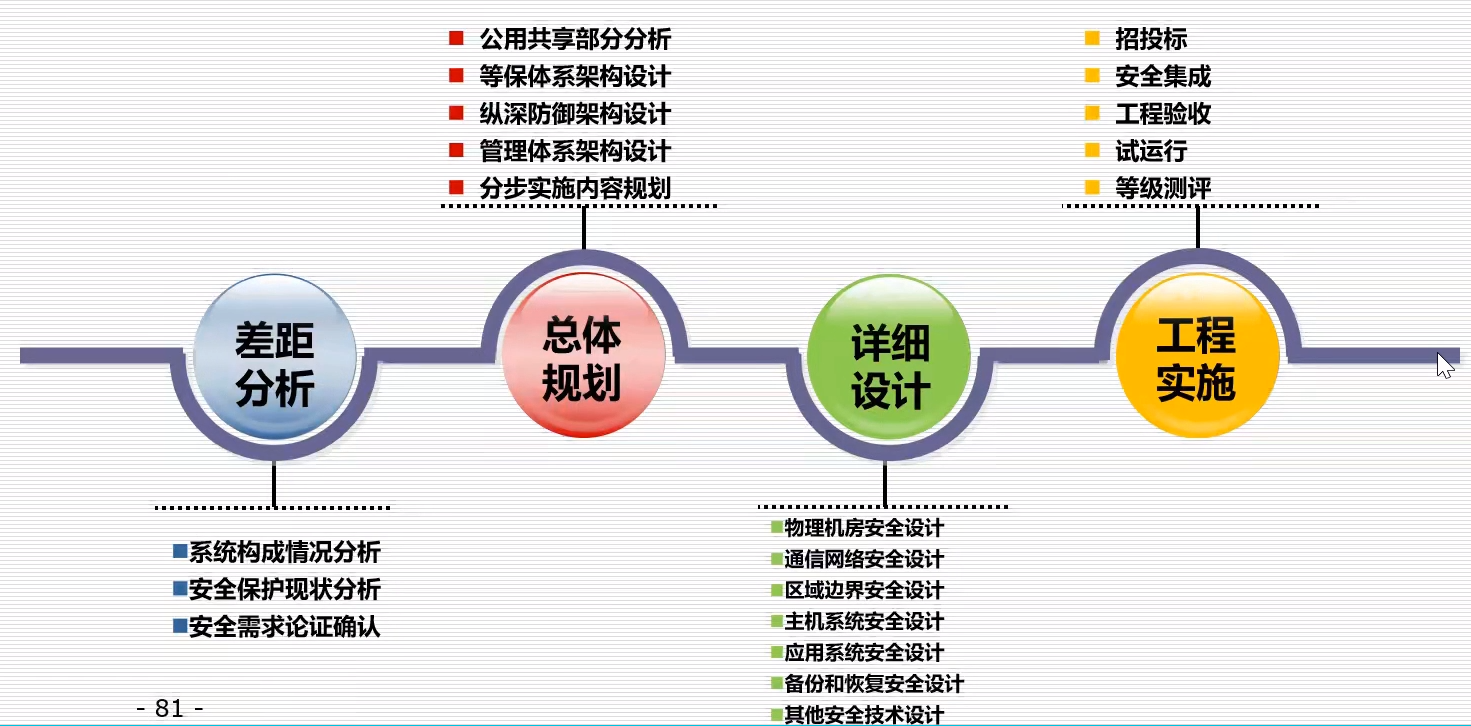 差距
分析
系统构成情况分析
安全保护现状分析
安全需求论证确认
公用共享部分分析
等保体系架构设计
纵深防御架构设计
管理体系架构设计
分步实施内容规划
总体
规划
详细
设计
物理机房安全设计
通信网络安全设计
区域边界安全设计
主机系统安全设计
应用系统安全设计
备份和恢复安全设计
其他安全技术设计
招投标
安全集成
工程验收
试运行
等级测评
工程
实施
- 81 -